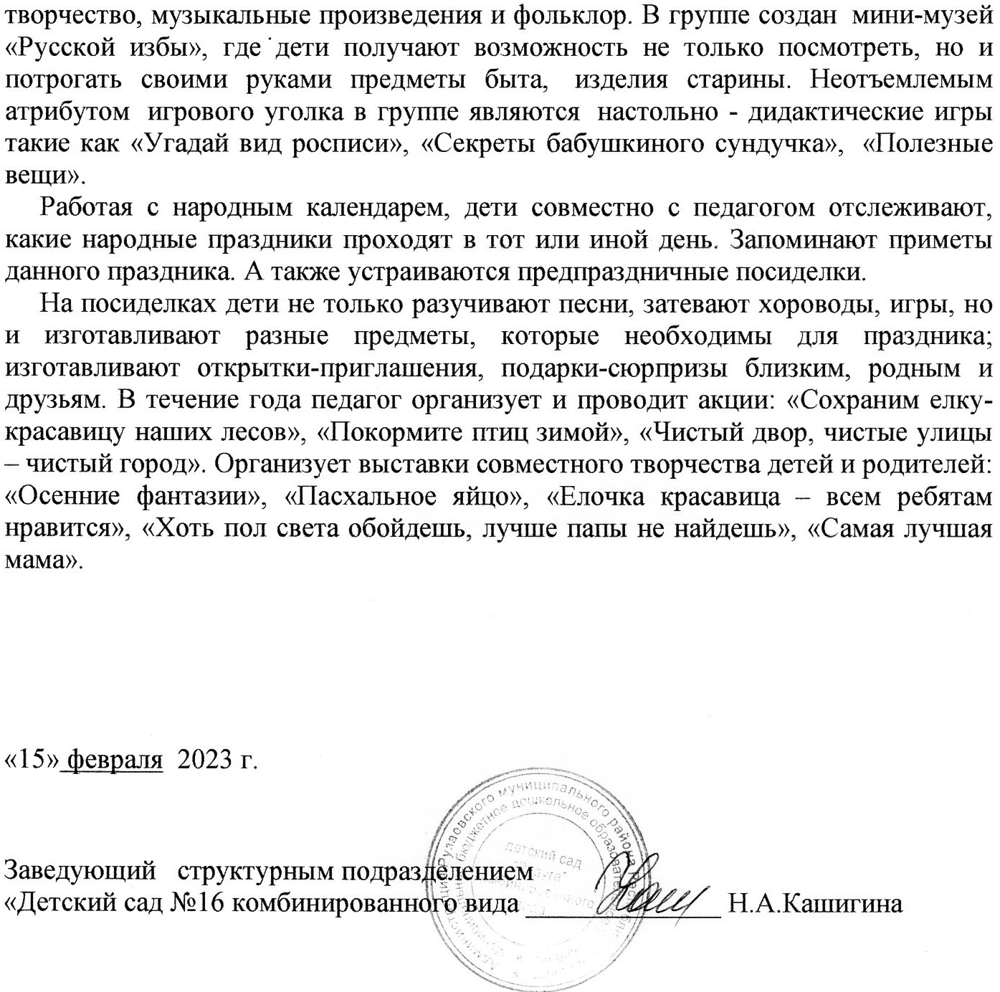 творчество, музыкальные произведения и фольклор. В группе создан мини-музей
«Русской избы», где дети получают возможность не только посмотреть, но и
потрогать своими руками предметы быта, изделия старины. Неотъемлемым
атрибутом игрового уголка в группе являются настольно - дидактические игры
такие как «Угадай вид росписи», «Секреты бабушкиного сундучка», «Полезные
вещи».
Работая с народным календарем, дети совместно с педагогом отслеживают,
какие народные праздники проходят в тот или иной день. Запоминают приметы
данного праздника. А также устраиваются предпраздничные посиделки.
На посиделках дети не только разучивают песни, затевают хороводы, игры, но
и изготавливают разные предметы, которые необходимы для праздника;
изготавливают открытки-приглашения, подарки-сюрпризы близким, родным и
друзьям. В течение года педагог организует и проводит акции: «Сохраним елку-
красавицу наших лесов», «Покормите птиц зимой», «Чистый двор, чистые улицы
– чистый город». Организует выставки совместного творчества детей и родителей:
«Осенние фантазии», «Пасхальное яйцо», «Елочка красавица – всем ребятам
нравится», «Хоть пол света обойдешь, лучше папы не найдешь», «Самая лучшая
мама».
«15» февраля 2023 г.
Рузаевского муниципального района
бюджетное дошкольное
детский сад
Заведующий структурным подразделением
«Детский сад №16 комбинированного вида Н.А.Кашигина